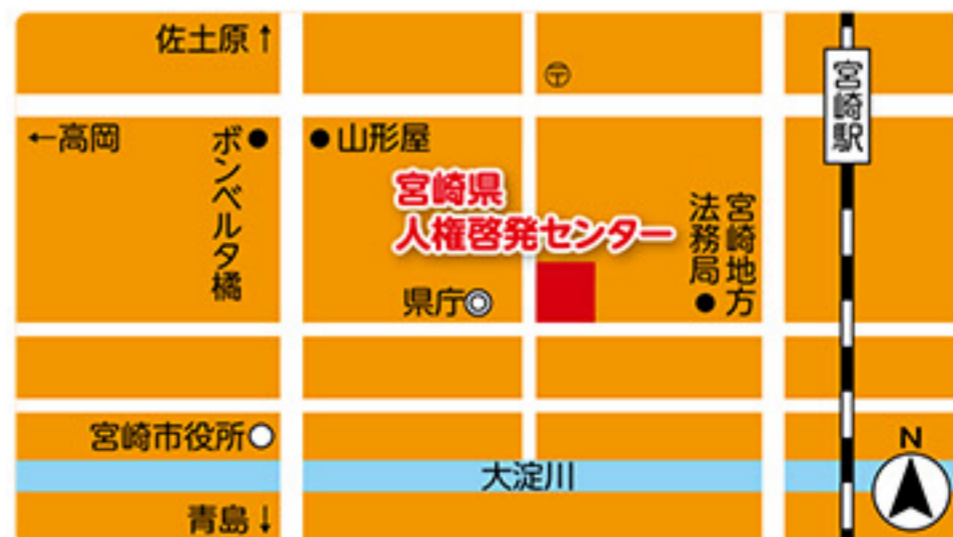 佐土原↑
〒
宮崎駅
←高岡
ボンベルタ橘
山形屋
宮崎県
人権啓発センター
宮崎地方
法務局
県庁
宮崎市役所
N
大淀川
青島↓